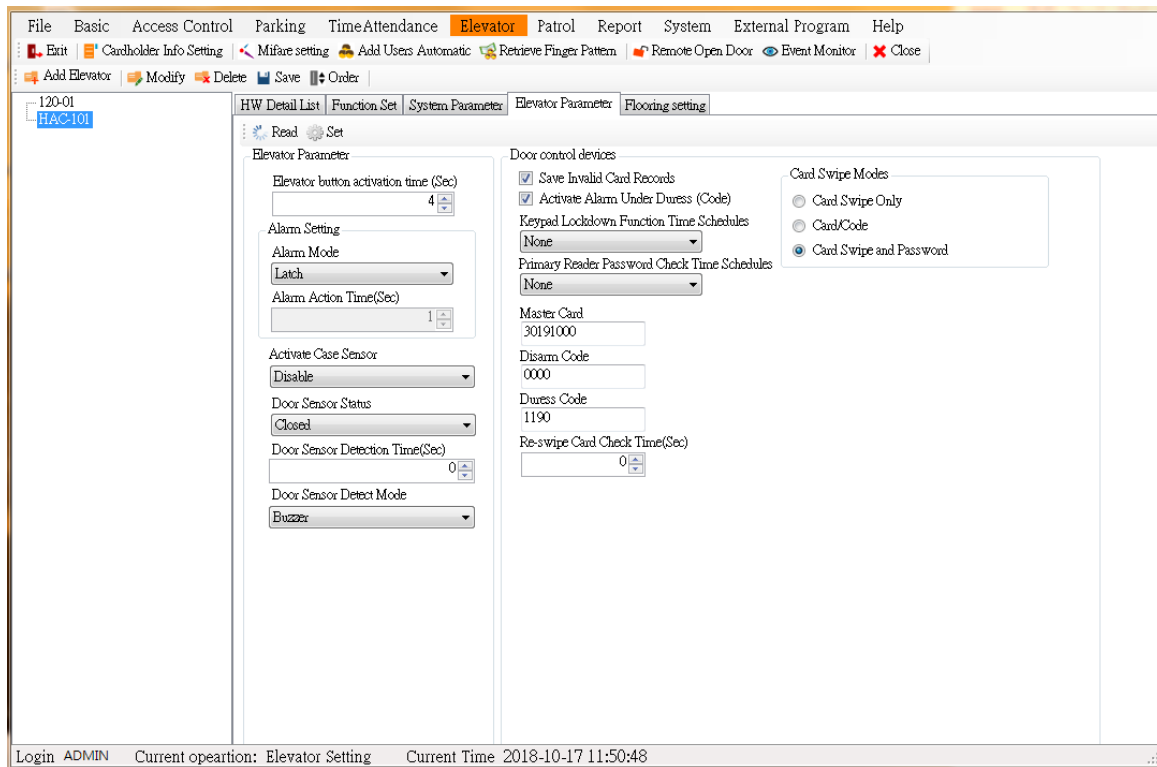 File Basic Access Control Parking TimeAttendance Elevator Patrol Report System External Program Help
Exit Cardholder Info Setting Mifare setting Add Users Automatic Retrieve Finger Pattern Remote Open Door Event Monitor Close
Add Elevator Modify Delete Save Order
120-01
HAC-101
HW Detail List Function Set System Parameter Elevator Parameter Flooring setting
Read Set
Elevator Parameter
Elevator button activation time (Sec)
4
Alarm Setting
Alarm Mode
Latch
Alarm Action Time(Sec)
1
Activate Case Sensor
Disable
Door Sensor Status
Closed
Door Sensor Detection Time(Sec)
0
Door Sensor Detect Mode
Buzzer
Door control devices
Save Invalid Card Records
Activate Alarm Under Duress (Code)
Keypad Lockdown Function Time Schedules
None
Primary Reader Password Check Time Schedules
None
Master Card
30191000
Disarm Code
0000
Duress Code
1190
Re-swipe Card Check Time(Sec)
0
Card Swipe Modes
Card Swipe Only
Card/Code
Card Swipe and Password
Login ADMIN Current opeartion: Elevator Setting Current Time 2018-10-17 11:50:48